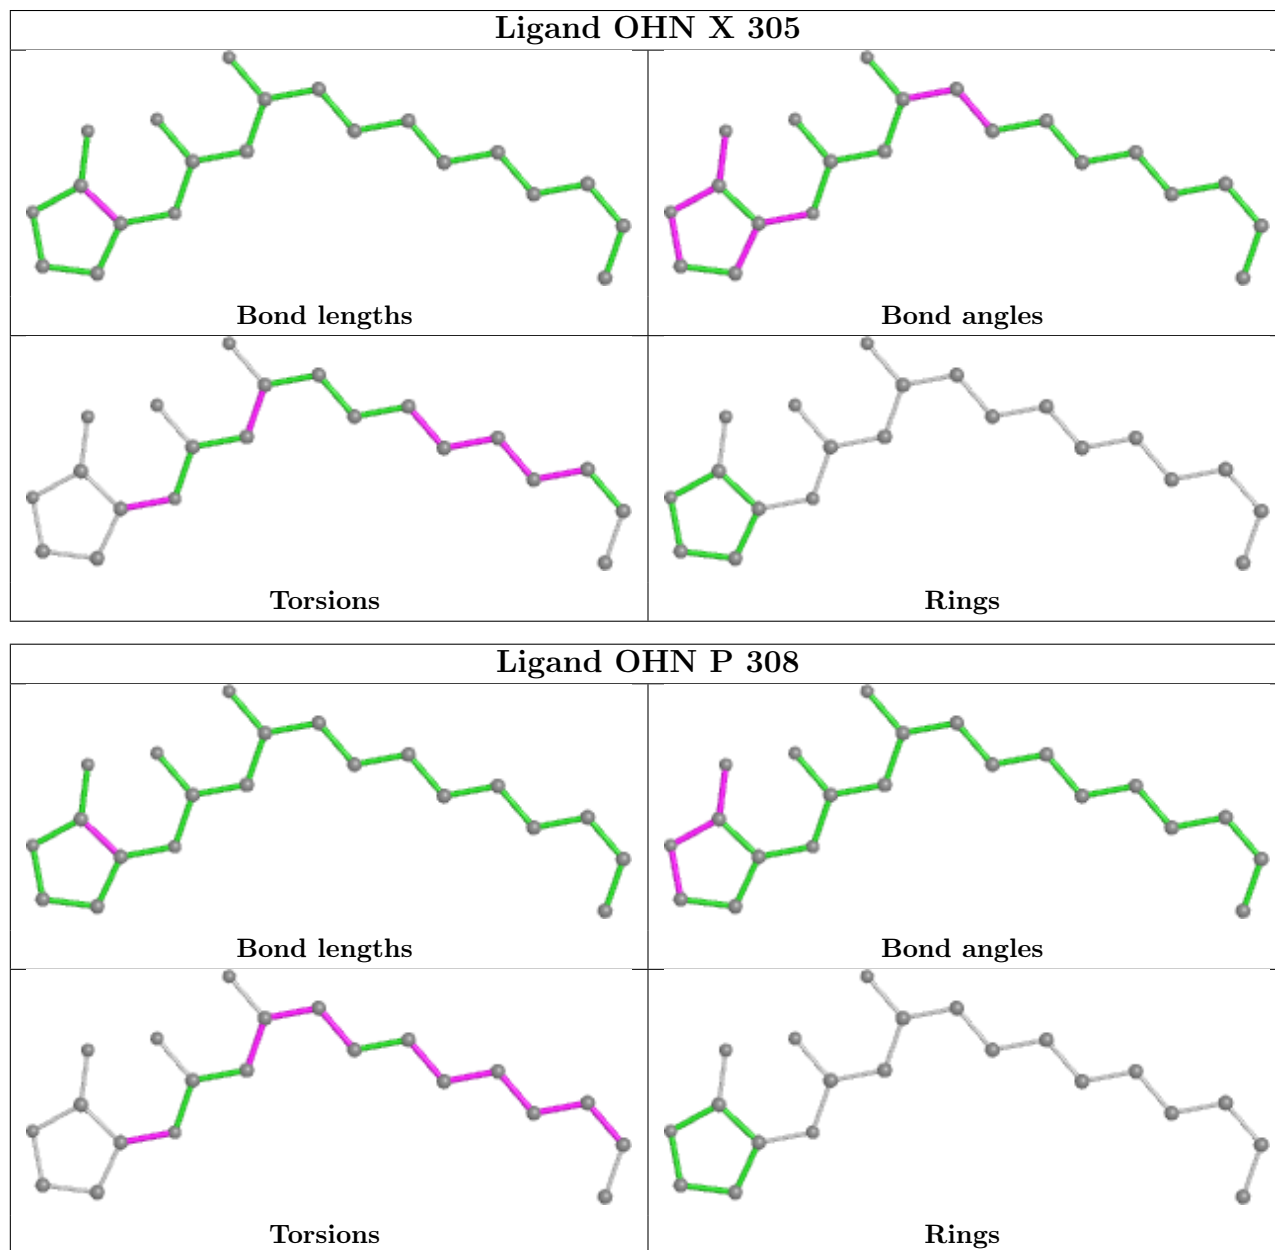 Ligand OHN X 305
Bond lengths
Bond angles
Torsions
Rings
Ligand OHN P 308
Bond lengths
Bond angles
Torsions
Rings